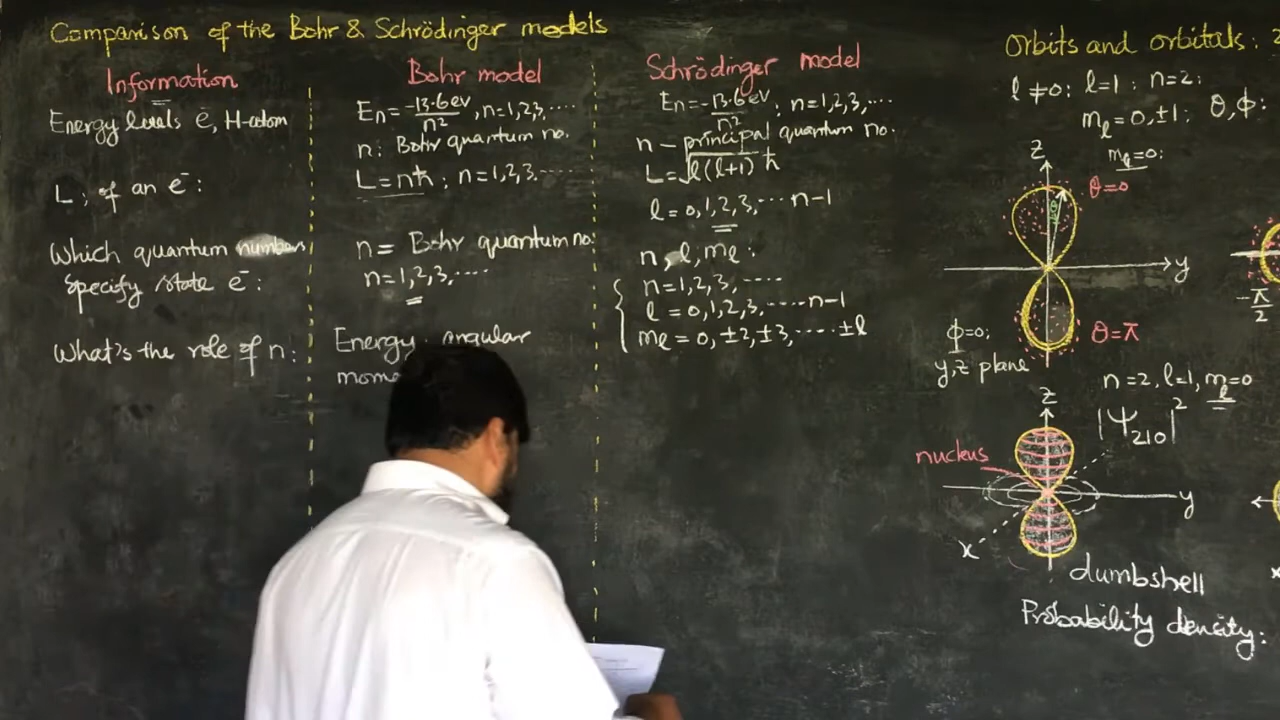 Comparison of the Bohr & Schrödinger models
Information
Energy levels e⁻, H-atom
L; of an e⁻:
Which quantum numbers
specify state e⁻:
What's the role of n:
Bohr model
En = -13.6 eV/n², n=1,2,3,....
n: Bohr quantum no.
L=nħ; n=1,2,3......
n= Bohr quantum no.
n=1,2,3,....
Energy; angular
mome
Schrödinger model
En=-13.6eV/n²; n=1,2,3,...
n - principal quantum no.
L=√l(l+1) ħ
l=0,1,2,3,...n-1
n, l, ml:
n=1,2,3,.....
l=0,1,2,3,......n-1
ml=0,±2,±3,.....±l
Orbits and orbitals: 2
l≠0; l=1; n=2;
ml=0,±1; θ,ϕ:
ml=0:
z
θ=0
θ
y
ϕ=0;
θ=π
y,z plane
-π/2
n=2, l=1, ml=0
|Ψ210|²
z
nucleus
y
x
x
dumbshell
Probability density: